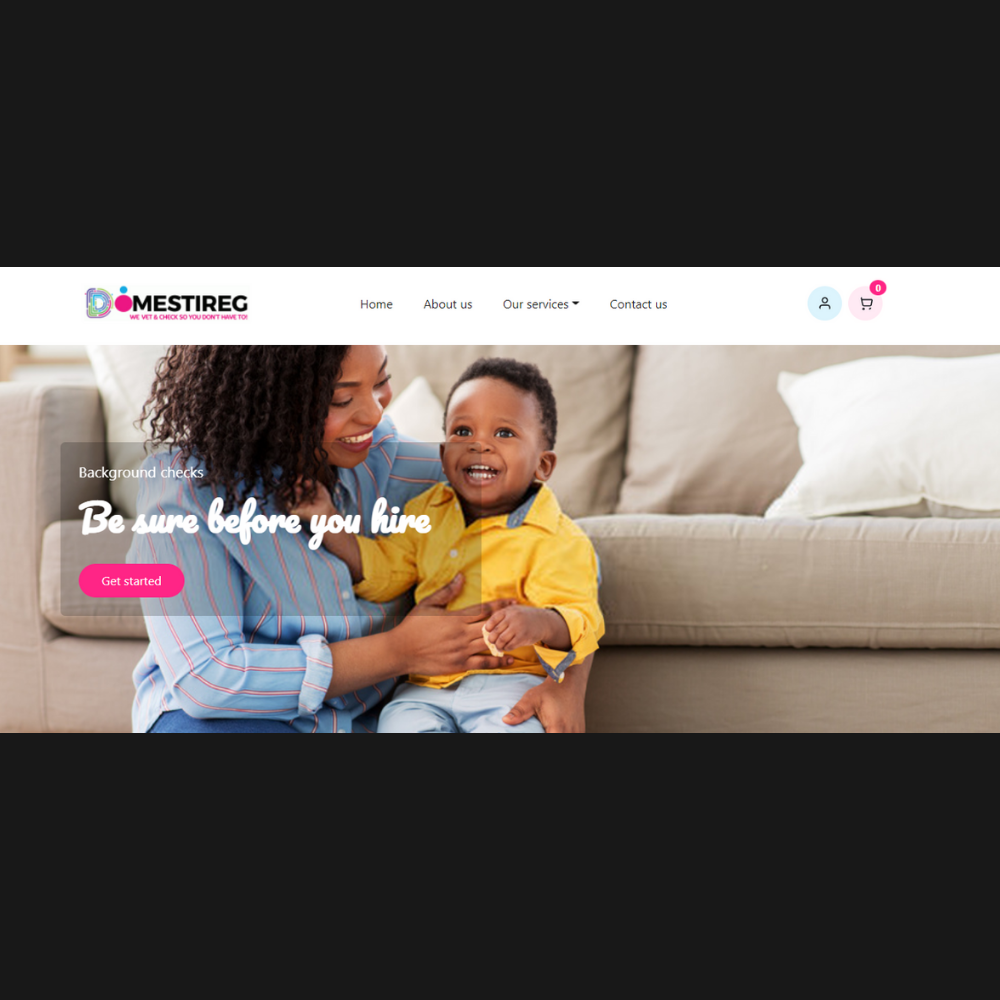 DOMESTIREG
WE VET & CHECK SO YOU DON'T HAVE TO!
Home
About us
Our services
Contact us
0
Background checks
Be sure before you hire
Get started